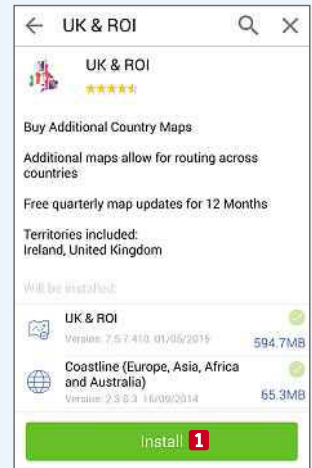 UK & ROI
UK & ROI
Buy Additional Country Maps
Additional maps allow for routing across
countries
Free quarterly map updates for 12 Months
Territories included:
Ireland, United Kingdom
Will be installed:
UK & ROI
Version: 7.5.7.410, 01/05/2015
594.7MB
Coastline (Europe, Asia, Africa
and Australia)
Version: 2.3.0.3, 16/09/2014
65.3MB
Install 1